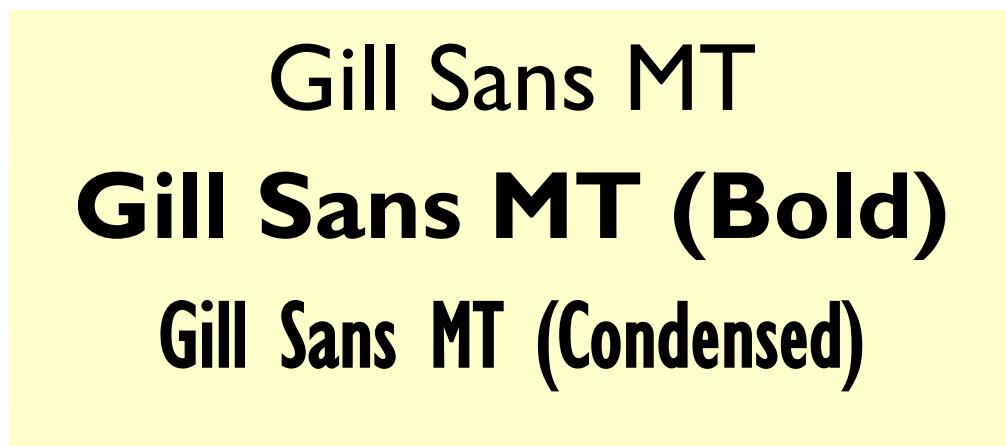 Gill Sans MT
Gill Sans MT (Bold)
Gill Sans MT (Condensed)